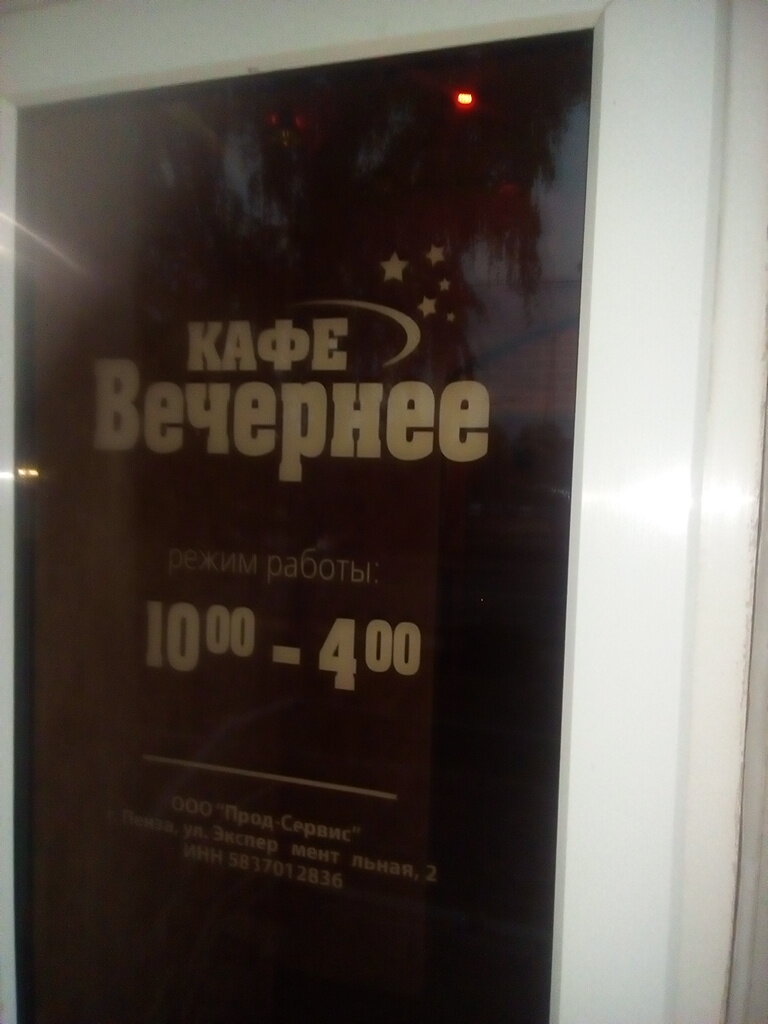 КАФЕ
Вечернее
режим работы:
10⁰⁰ - 4⁰⁰
ООО "Прод-Сервис"
г. Пенза, ул. Экспер мент льная, 2
ИНН 5837012836